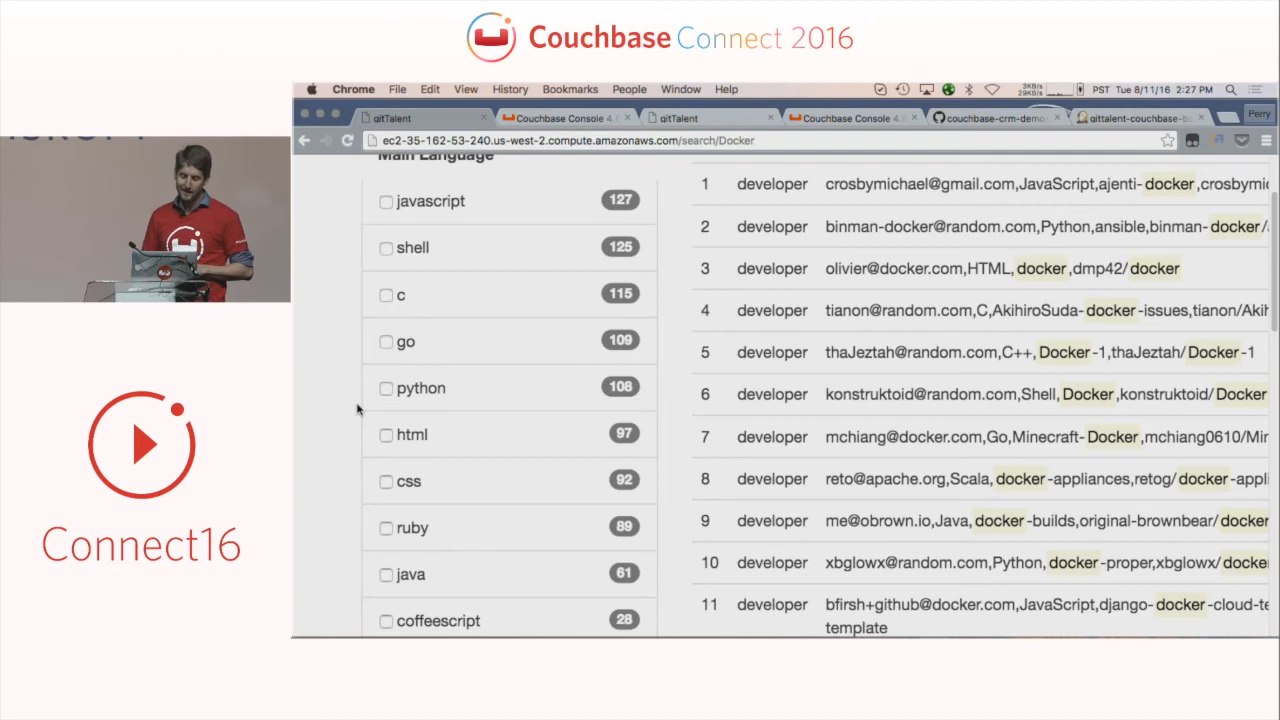 Couchbase Connect 2016
Chrome File Edit View History Bookmarks People Window Help
3KB/s
29KB/s
PST Tue 8/11/16 2:27 PM
gitTalent
Couchbase Console 4.
gitTalent
Couchbase Console 4.
couchbase-crm-demo
gittalent-couchbase-b
Perry
ec2-35-162-53-240.us-west-2.compute.amazonaws.com/search/Docker
Main Language
javascript 127
shell 125
c 115
go 109
python 108
html 97
css 92
ruby 89
java 61
coffeescript 28
1 developer crosbymichael@gmail.com,JavaScript,ajenti-docker,crosbymic
2 developer binman-docker@random.com,Python,ansible,binman-docker/
3 developer olivier@docker.com,HTML,docker,dmp42/docker
4 developer tianon@random.com,C,AkihiroSuda-docker-issues,tianon/Aki
5 developer thaJeztah@random.com,C++,Docker-1,thaJeztah/Docker-1
6 developer konstruktoid@random.com,Shell,Docker,konstruktoid/Docker
7 developer mchiang@docker.com,Go,Minecraft-Docker,mchiang0610/Mir
8 developer reto@apache.org,Scala,docker-appliances,retog/docker-appl
9 developer me@obrown.io,Java,docker-builds,original-brownbear/docker
10 developer xbglowx@random.com,Python,docker-proper,xbglowx/docke
11 developer bfirsh+github@docker.com,JavaScript,django-docker-cloud-te
template
Connect16